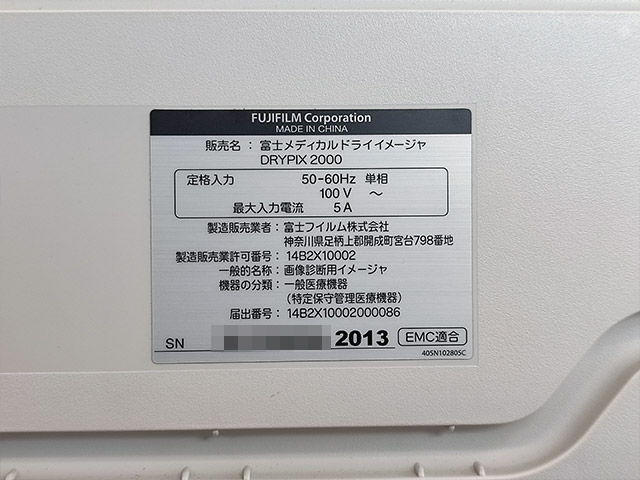 FUJIFILM Corporation
MADE IN CHINA
販売名：富士メディカルドライイメージャ
DRYPIX 2000
定格入力 50-60Hz 単相
100 V ～
最大入力電流 5 A
製造販売業者：富士フイルム株式会社
神奈川県足柄上郡開成町宮台798番地
製造販売業許可番号：14B2X10002
一般的名称：画像診断用イメージャ
機器の分類：一般医療機器
（特定保守管理医療機器）
届出番号：14B2X10002000086
SN 2013 EMC適合
405N102805C